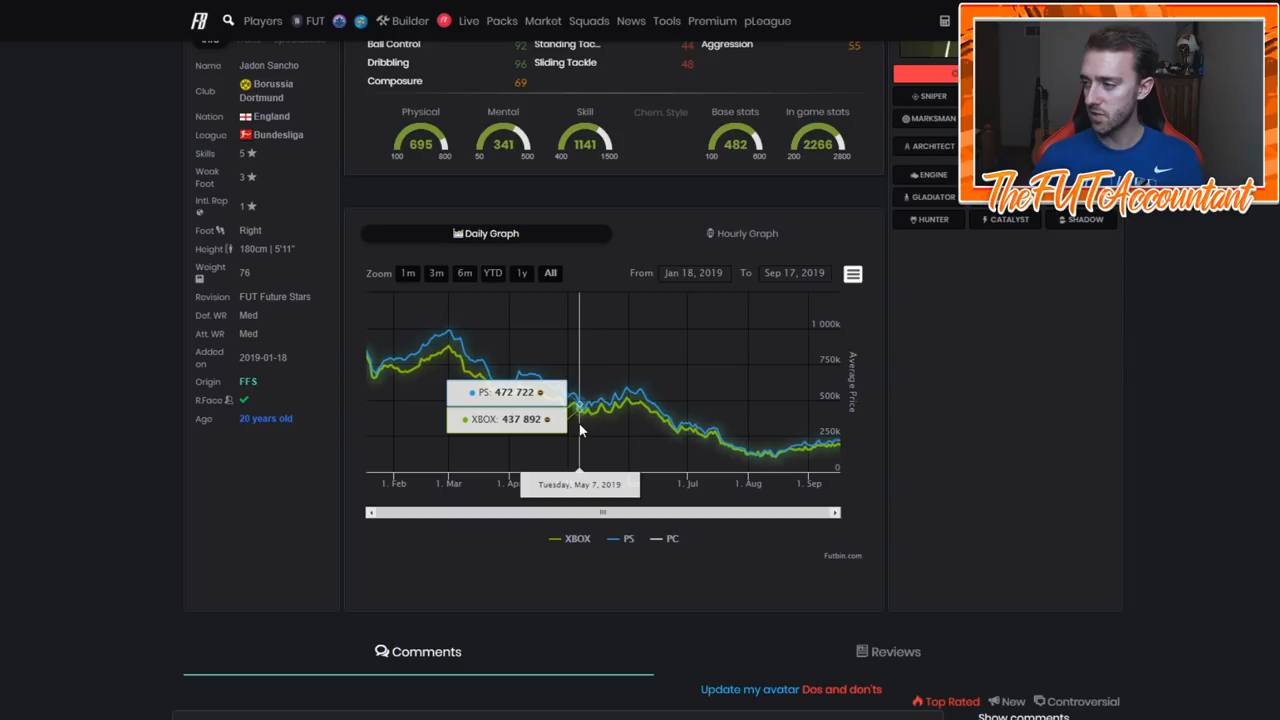 FB Players FUT Builder Live Packs Market Squads News Tools Premium pLeague
Name Jadon Sancho
Club Borussia Dortmund
Nation England
League Bundesliga
Skills 5
Weak Foot 3
Intl. Rep 1
Foot Right
Height 180cm | 5'11"
Weight 76
Revision FUT Future Stars
Def. WR Med
Att. WR Med
Added on 2019-01-18
Origin FFS
R.Face
Age 20 years old
Ball Control 92 Standing Tac... 44 Aggression 55
Dribbling 96 Sliding Tackle 48
Composure 69
Physical Mental Skill Chem. Style Base stats In game stats
695 341 1141 482 2266
100 800 50 500 400 1500 100 600 200 2800
Daily Graph Hourly Graph
Zoom 1m 3m 6m YTD 1y All From Jan 18, 2019 To Sep 17, 2019
1 000k
750k
500k
250k
0
Average Price
PS: 472 722
XBOX: 437 892
1. Feb 1. Mar 1. Ap 1. Jul 1. Aug 1. Sep
Tuesday, May 7, 2019
XBOX PS PC
Futbin.com
SNIPER
MARKSMAN
ARCHITECT
ENGINE
GLADIATOR
HUNTER CATALYST SHADOW
TheFUTAccountant
Comments Reviews
Update my avatar Dos and don'ts
Top Rated New Controversial
Show comments